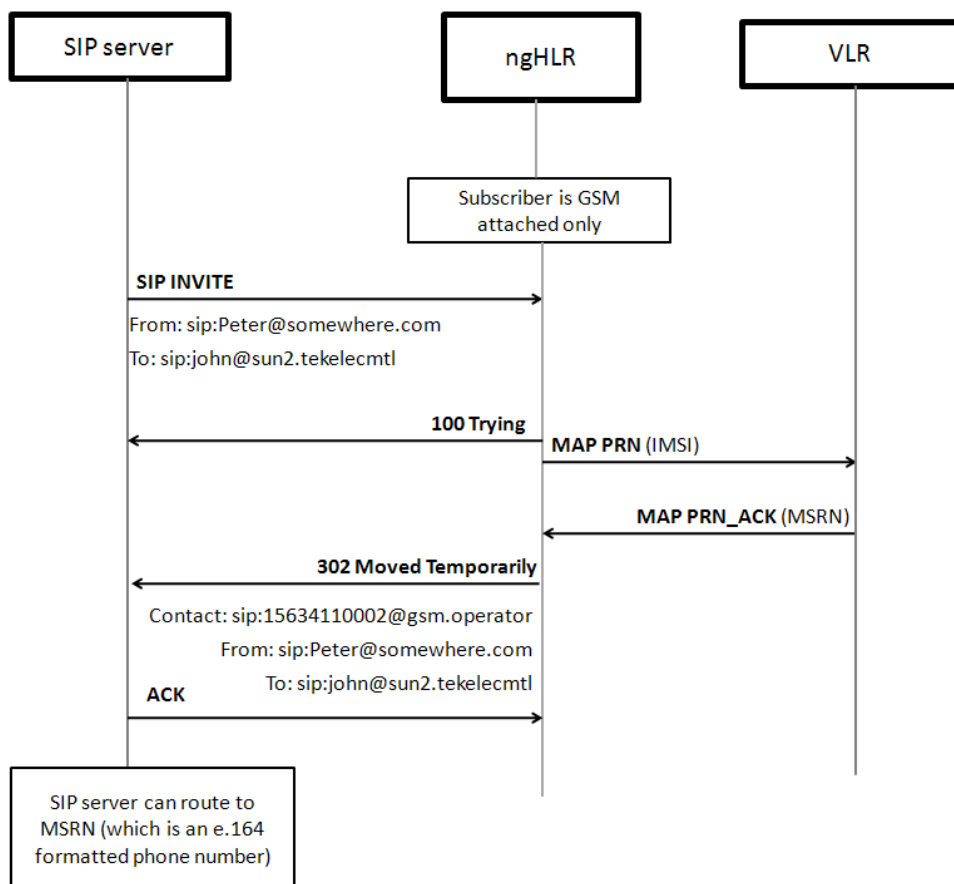 SIP server
ngHLR
VLR
Subscriber is GSM
attached only
SIP INVITE
From: sip:Peter@somewhere.com
To: sip:john@sun2.tekelecmtl
100 Trying
MAP PRN (IMSI)
MAP PRN_ACK (MSRN)
302 Moved Temporarily
Contact: sip:15634110002@gsm.operator
From: sip:Peter@somewhere.com
To: sip:john@sun2.tekelecmtl
ACK
SIP server can route to
MSRN (which is an e.164
formatted phone number)